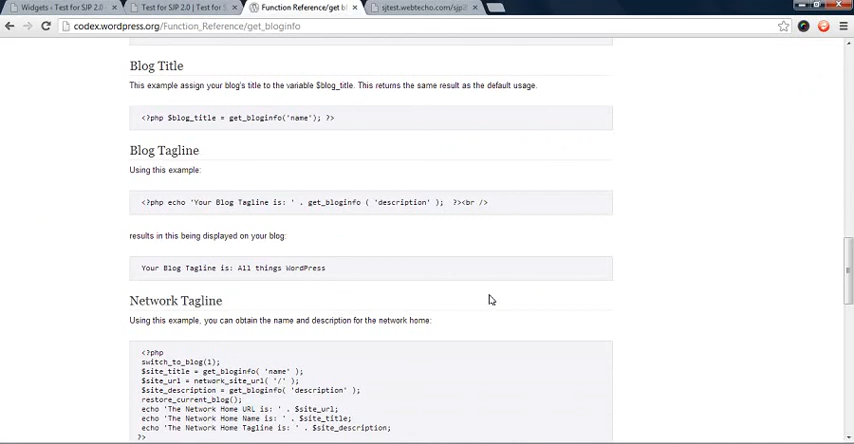 Widgets ‹ Test for SJP 2.0
Test for SJP 2.0 | Test for
Function Reference/get bl
sjtest.webtecho.com/sjp2
codex.wordpress.org/Function_Reference/get_bloginfo
Blog Title
This example assign your blog's title to the variable $blog_title. This returns the same result as the default usage.
<?php $blog_title = get_bloginfo('name'); ?>
Blog Tagline
Using this example:
<?php echo 'Your Blog Tagline is: ' . get_bloginfo ( 'description' );  ?><br />
results in this being displayed on your blog:
Your Blog Tagline is: All things WordPress
Network Tagline
Using this example, you can obtain the name and description for the network home:
<?php
switch_to_blog(1);
$site_title = get_bloginfo( 'name' );
$site_url = network_site_url( '/' );
$site_description = get_bloginfo( 'description' );
restore_current_blog();
echo 'The Network Home URL is: ' . $site_url;
echo 'The Network Home Name is: ' . $site_title;
echo 'The Network Home Tagline is: ' . $site_description;
?>